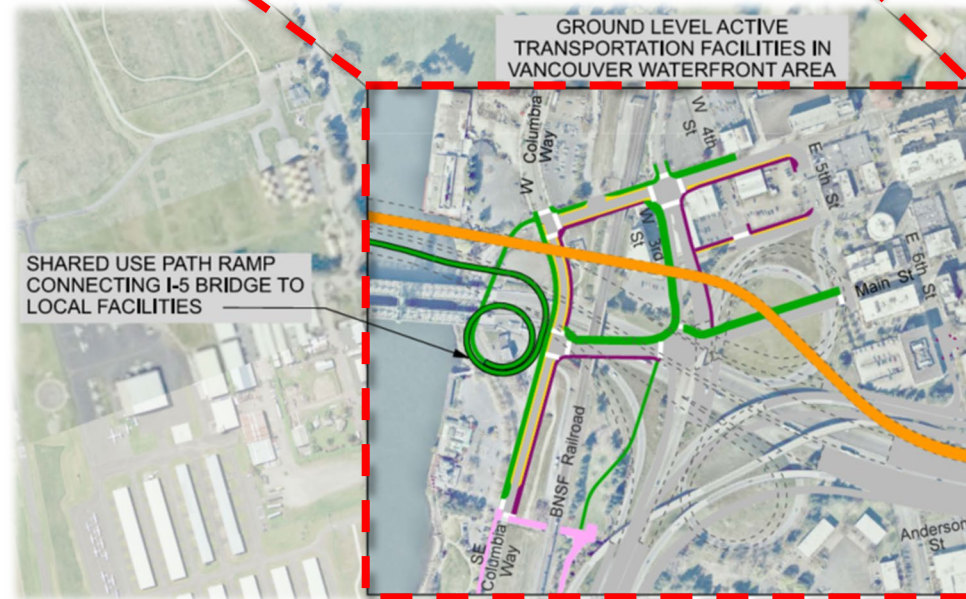 GROUND LEVEL ACTIVE
TRANSPORTATION FACILITIES IN
VANCOUVER WATERFRONT AREA
W Columbia
Way
W 4th
St
E 5th St
W 3rd
St
E 6th St
SHARED USE PATH RAMP
CONNECTING I-5 BRIDGE TO
LOCAL FACILITIES
Main St
BNSF Railroad
SE
Columbia
Way
Anderson
St